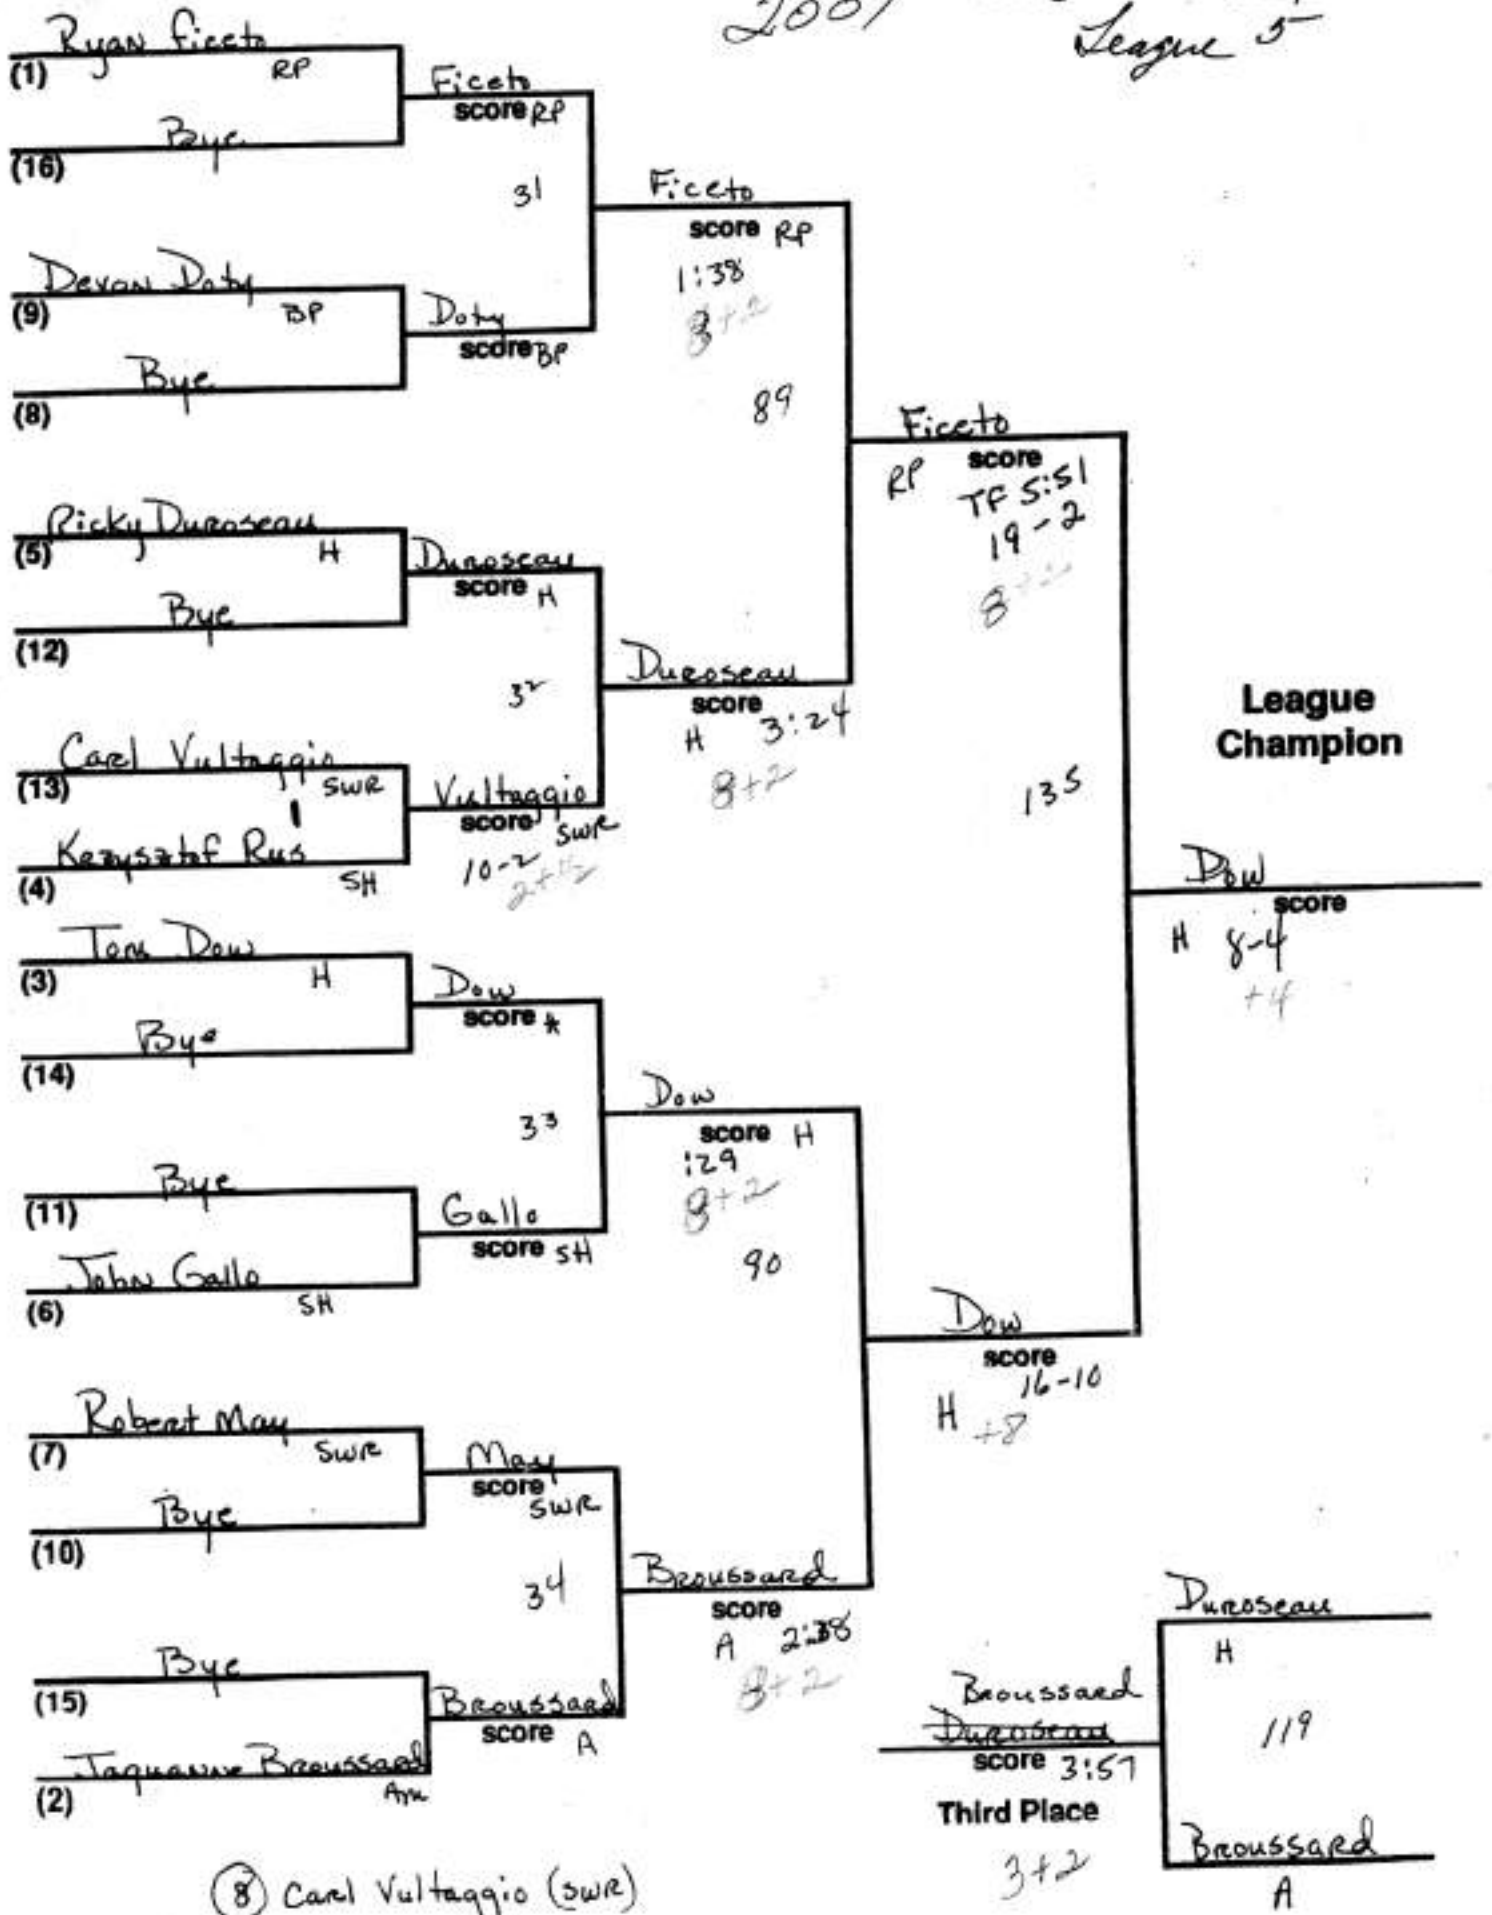 2001
League 5
Ryan Ficeto
(1) RP
Bye
(16)
Ficeto
score RP
31
Devon Doty
(9) BP
Bye
(8)
Doty
score BP
Ficeto
score RP
1:38
8+2
89
Ricky Duroseau
(5) H
Bye
(12)
Duroseau
score H
32
Carl Vultaggio
(13) SWR
Krzysztof Rus
(4) SH
Vultaggio
score SWR
10-2
Duroseau
score
H 3:24
8+2
Ficeto
RP score
TF 5:51
19-2
8+2
135
Tom Dow
(3) H
Bye
(14)
Dow
score
33
Bye
(11)
John Gallo
(6) SH
Gallo
score SH
Dow
score H
:29
8+2
90
Robert May
(7) SWR
Bye
(10)
May
score
SWR
34
Bye
(15)
Jaquanne Broussard
(2)
Broussard
score A
Broussard
score
A 2:38
8+2
Dow
score
16-10
H +8
League
Champion
Dow
score
H 8-4
+4
Duroseau
H
119
Broussard
A
Broussard
Duroseau
score 3:57
Third Place
3+2
(8) Carl Vultaggio (SWR)